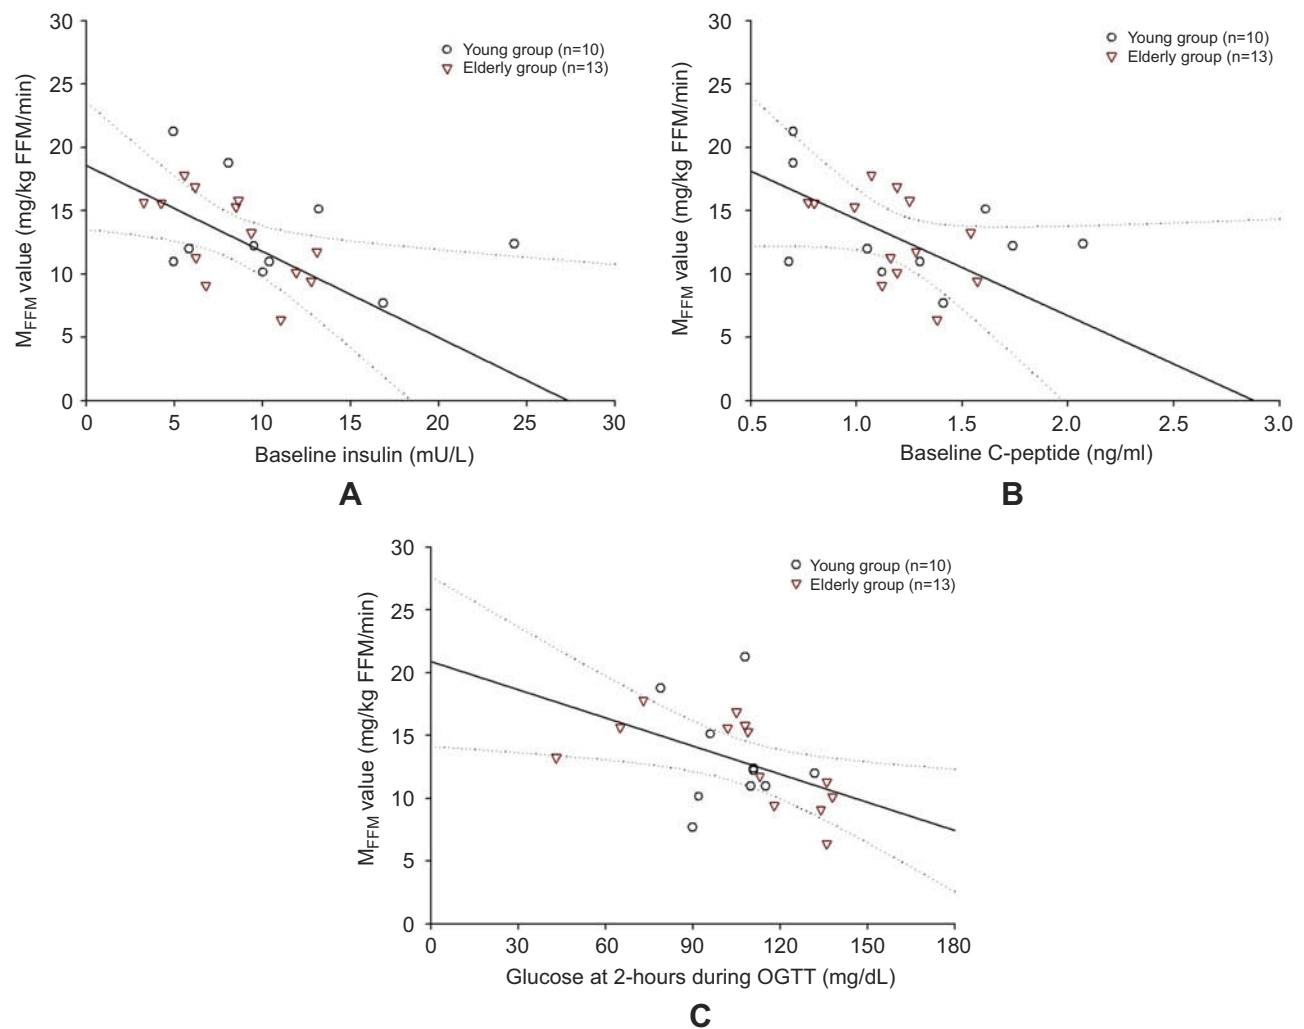 30
25
20
15
10
5
0
M_FFM value (mg/kg FFM/min)
Young group (n=10)
Elderly group (n=13)
0 5 10 15 20 25 30
Baseline insulin (mU/L)
A
30
25
20
15
10
5
0
M_FFM value (mg/kg FFM/min)
Young group (n=10)
Elderly group (n=13)
0.5 1.0 1.5 2.0 2.5 3.0
Baseline C-peptide (ng/ml)
B
30
25
20
15
10
5
0
M_FFM value (mg/kg FFM/min)
Young group (n=10)
Elderly group (n=13)
0 30 60 90 120 150 180
Glucose at 2-hours during OGTT (mg/dL)
C